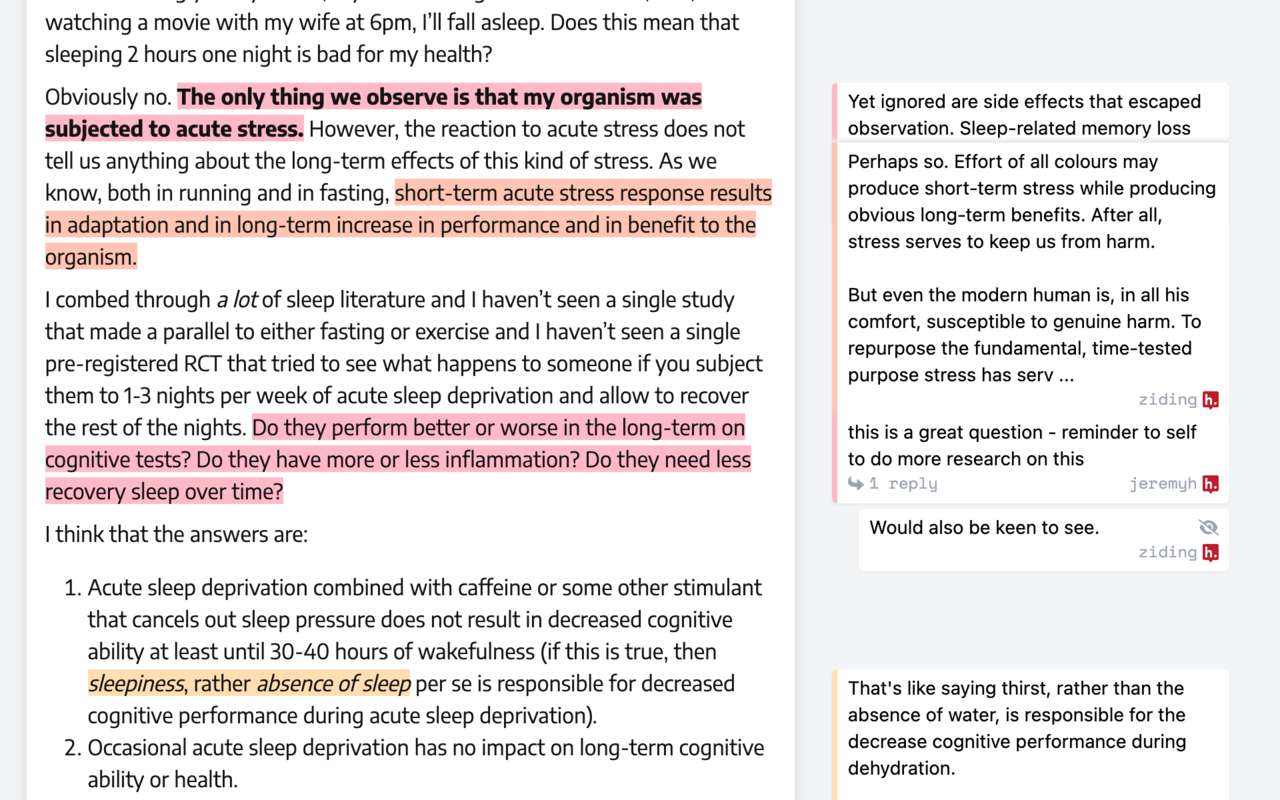 watching a movie with my wife at 6pm, I'll fall asleep. Does this mean that
sleeping 2 hours one night is bad for my health?
Obviously no. The only thing we observe is that my organism was
subjected to acute stress. However, the reaction to acute stress does not
tell us anything about the long-term effects of this kind of stress. As we
know, both in running and in fasting, short-term acute stress response results
in adaptation and in long-term increase in performance and in benefit to the
organism.
I combed through a lot of sleep literature and I haven't seen a single study
that made a parallel to either fasting or exercise and I haven't seen a single
pre-registered RCT that tried to see what happens to someone if you subject
them to 1-3 nights per week of acute sleep deprivation and allow to recover
the rest of the nights. Do they perform better or worse in the long-term on
cognitive tests? Do they have more or less inflammation? Do they need less
recovery sleep over time?
I think that the answers are:
1. Acute sleep deprivation combined with caffeine or some other stimulant
that cancels out sleep pressure does not result in decreased cognitive
ability at least until 30-40 hours of wakefulness (if this is true, then
sleepiness, rather absence of sleep per se is responsible for decreased
cognitive performance during acute sleep deprivation).
2. Occasional acute sleep deprivation has no impact on long-term cognitive
ability or health.
Yet ignored are side effects that escaped
observation. Sleep-related memory loss
Perhaps so. Effort of all colours may
produce short-term stress while producing
obvious long-term benefits. After all,
stress serves to keep us from harm.
But even the modern human is, in all his
comfort, susceptible to genuine harm. To
repurpose the fundamental, time-tested
purpose stress has serv ...
ziding h.
this is a great question - reminder to self
to do more research on this
1 reply jeremyh h.
Would also be keen to see.
ziding h.
That's like saying thirst, rather than the
absence of water, is responsible for the
decrease cognitive performance during
dehydration.